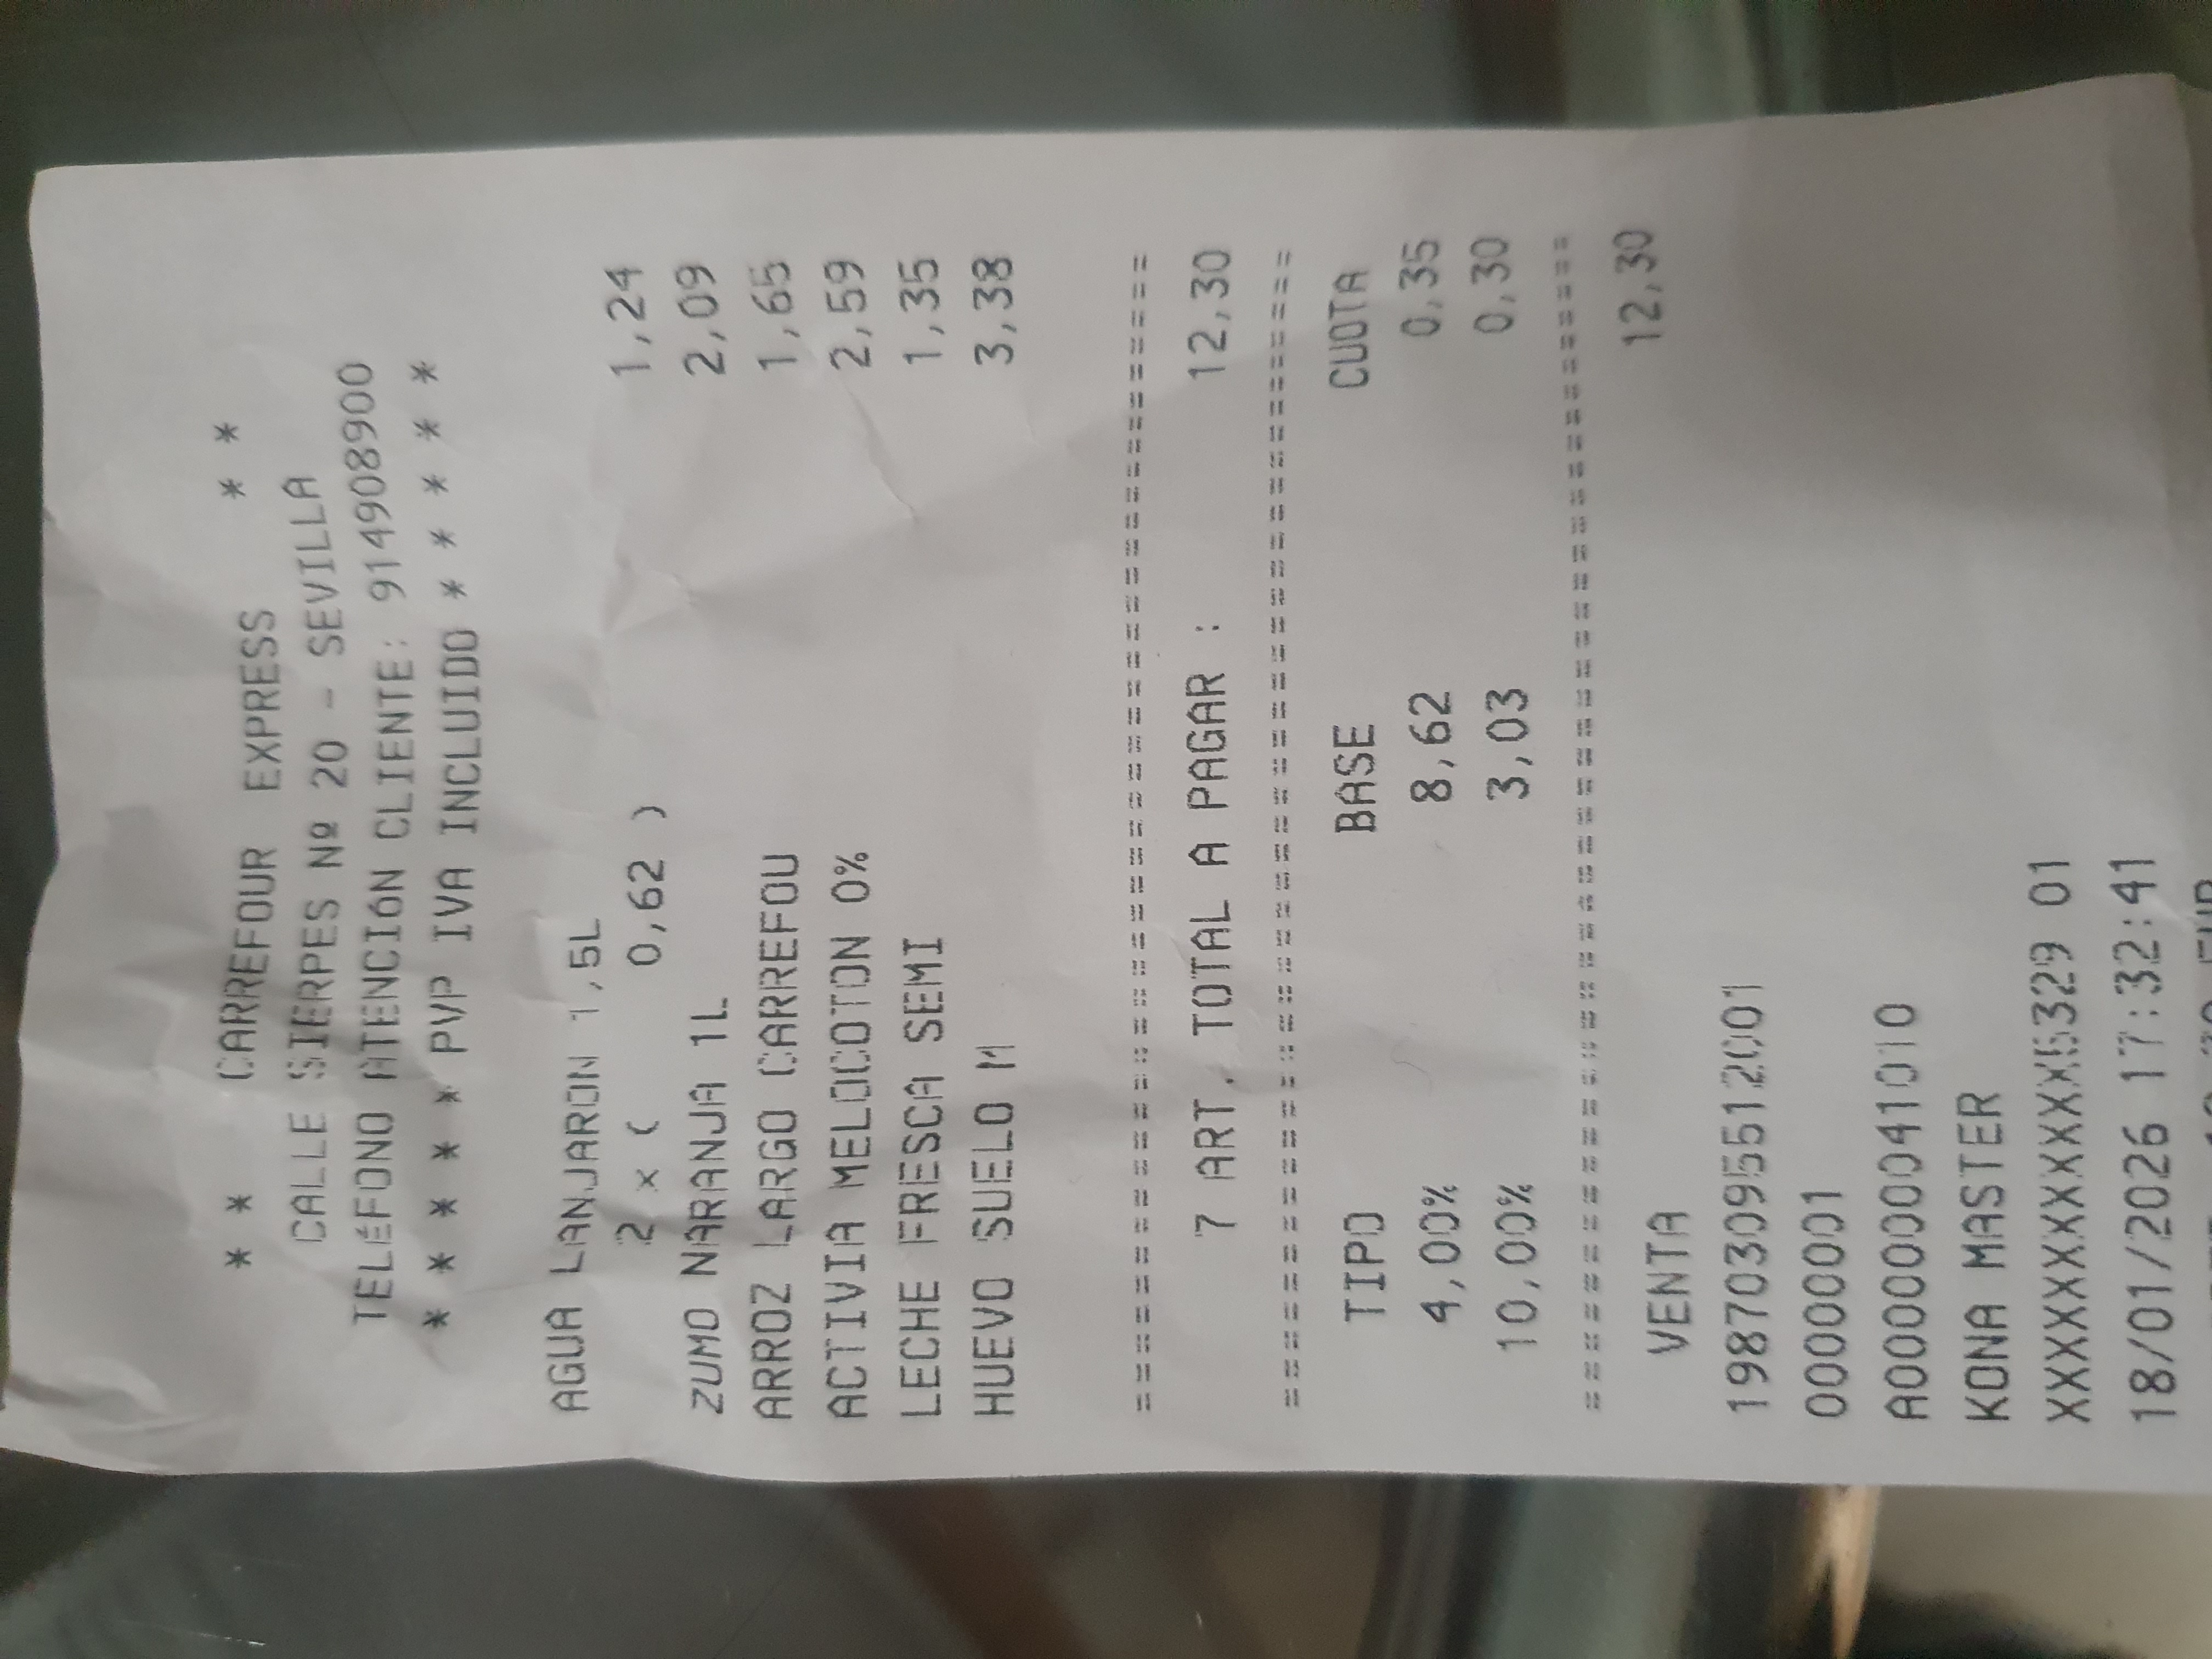 * * CARREFOUR EXPRESS * *
CALLE SIERPES Nº 20 - SEVILLA
TELÉFONO ATENCIÓN CLIENTE: 914908900
* * * * * PVP IVA INCLUIDO * * * * *
AGUA LANJARON 1,5L
2 x ( 0,62 ) 1,24
ZUMO NARANJA 1L 2,09
ARROZ LARGO CARREFOU 1,65
ACTIVIA MELOCOTON 0% 2,59
LECHE FRESCA SEMI 1,35
HUEVO SUELO M 3,38
=========================================
7 ART. TOTAL A PAGAR : 12,30
=========================================
TIPO BASE CUOTA
4,00% 8,62 0,35
10,00% 3,03 0,30
=========================================
VENTA 12,30
198703095512001
00000001
A0000000041010
KONA MASTER
XXXXXXXXXXXX5329 01
18/01/2026 17:32:41